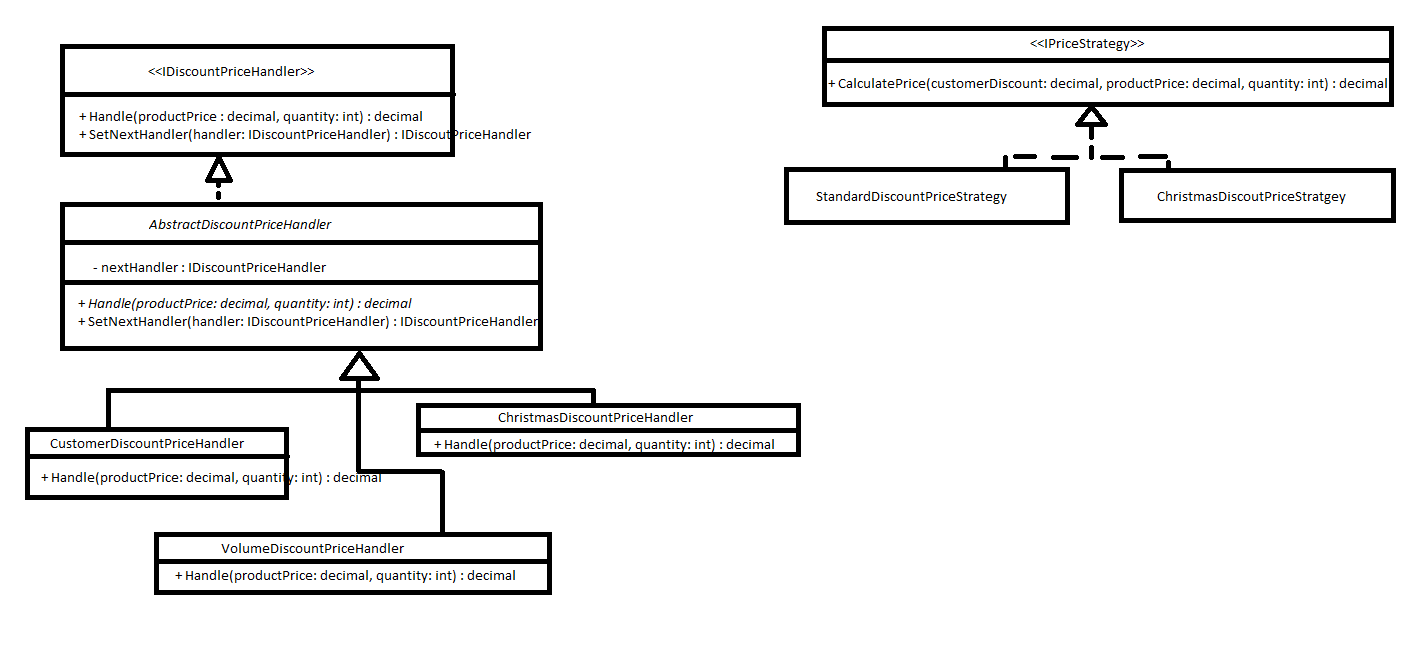 <<IDiscountPriceHandler>>
+ Handle(productPrice : decimal, quantity: int) : decimal
+ SetNextHandler(handler: IDiscountPriceHandler) : IDiscoutPriceHandler
AbstractDiscountPriceHandler
- nextHandler : IDiscountPriceHandler
+ Handle(productPrice: decimal, quantity: int) : decimal
+ SetNextHandler(handler: IDiscountPriceHandler) : IDiscountPriceHandler
CustomerDiscountPriceHandler
+ Handle(productPrice: decimal, quantity: int) : decimal
ChristmasDiscountPriceHandler
+ Handle(productPrice: decimal, quantity: int) : decimal
VolumeDiscountPriceHandler
+ Handle(productPrice: decimal, quantity: int) : decimal
<<IPriceStrategy>>
+ CalculatePrice(customerDiscount: decimal, productPrice: decimal, quantity: int) : decimal
StandardDiscountPriceStrategy
ChristmasDiscoutPriceStratgey